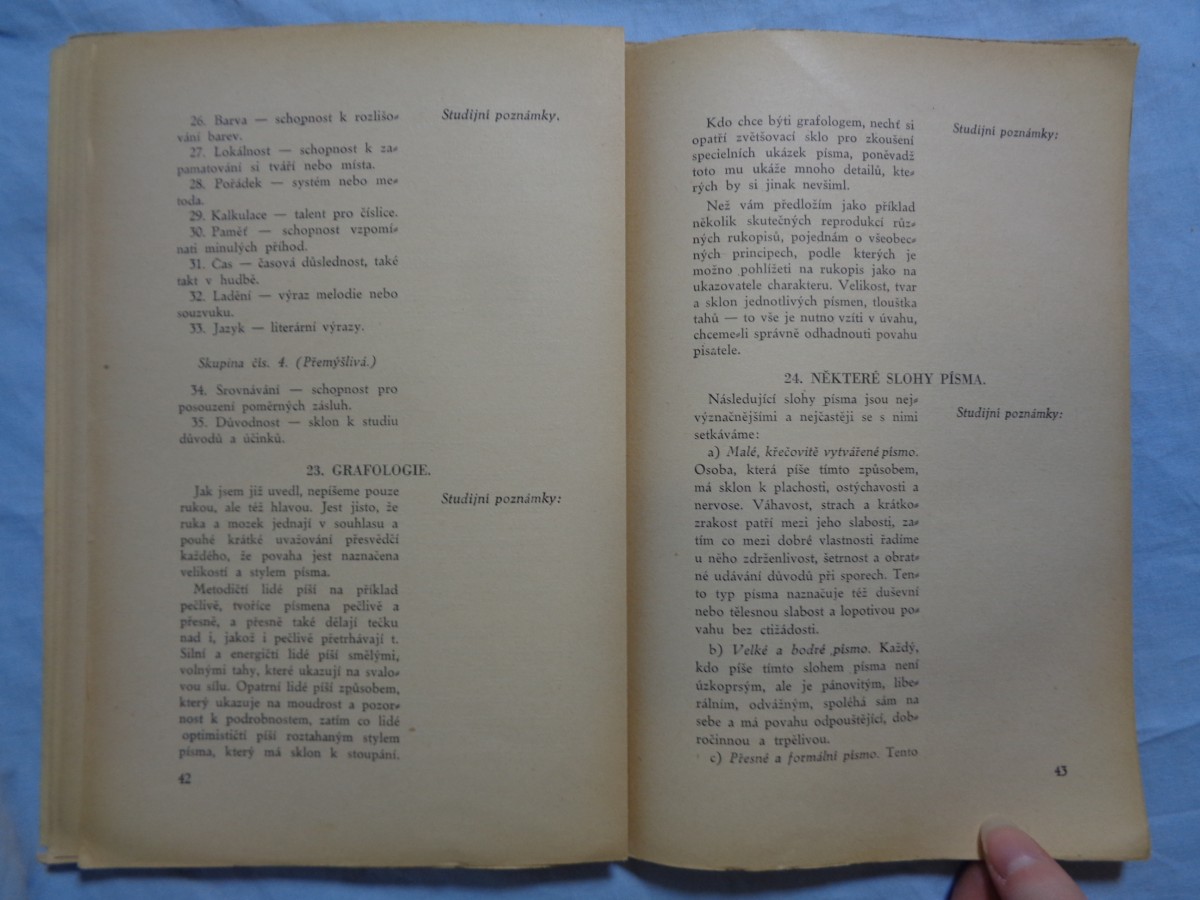 26. Barva — schopnost k rozlišo-
vání barev.
27. Lokálnost — schopnost k za-
pamatování si tváří nebo místa.
28. Pořádek — systém nebo me-
toda.
29. Kalkulace — talent pro číslice.
30. Paměť — schopnost vzpomí-
nati minulých příhod.
31. Čas — časová důslednost, také
takt v hudbě.
32. Ladění — výraz melodie nebo
souzvuku.
33. Jazyk — literární výrazy.
Skupina čís. 4. (Přemýšlivá.)
34. Srovnávání — schopnost pro
posouzení poměrných zásluh.
35. Důvodnost — sklon k studiu
důvodů a účinků.
Studijní poznámky.
23. GRAFOLOGIE.
Jak jsem již uvedl, nepíšeme pouze
rukou, ale též hlavou. Jest jisto, že
ruka a mozek jednají v souhlasu a
pouhé krátké uvažování přesvědčí
každého, že povaha jest naznačena
velikostí a stylem písma.
Metodičtí lidé píší na příklad
pečlivě, tvoříce písmena pečlivě a
přesně, a přesně také dělají tečku
nad i, jakož i pečlivě přetrhávají t.
Silní a energičtí lidé píší smělými,
volnými tahy, které ukazují na svalo-
vou sílu. Opatrní lidé píší způsobem,
který ukazuje na moudrost a pozor-
nost k podrobnostem, zatím co lidé
optimističtí píší roztahaným stylem
písma, který má sklon k stoupání.
Studijní poznámky:
42
Kdo chce býti grafologem, nechť si
opatří zvětšovací sklo pro zkoušení
specielních ukázek písma, poněvadž
toto mu ukáže mnoho detailů, kte-
rých by si jinak nevšiml.
Než vám předložím jako příklad
několik skutečných reprodukcí růz-
ných rukopisů, pojednám o všeobec-
ných principech, podle kterých je
možno pohlížeti na rukopis jako na
ukazovatele charakteru. Velikost, tvar
a sklon jednotlivých písmen, tloušťka
tahů — to vše je nutno vzíti v úvahu,
chceme-li správně odhadnouti povahu
pisatele.
Studijní poznámky:
24. NĚKTERÉ SLOHY PÍSMA.
Následující slohy písma jsou nej-
význačnějšími a nejčastěji se s nimi
setkáváme:
a) Malé, křečovitě vytvářené písmo.
Osoba, která píše tímto způsobem,
má sklon k plachosti, ostýchavosti a
nervose. Váhavost, strach a krátko-
zrakost patří mezi jeho slabosti, za-
tím co mezi dobré vlastnosti řadíme
u něho zdrženlivost, šetrnost a obrat-
né udávání důvodů při sporech. Ten-
to typ písma naznačuje též duševní
nebo tělesnou slabost a lopotivou po-
vahu bez ctižádosti.
b) Velké a bodré písmo. Každý,
kdo píše tímto slohem písma není
úzkoprsým, ale je pánovitým, libe-
rálním, odvážným, spoléhá sám na
sebe a má povahu odpouštějící, dob-
ročinnou a trpělivou.
c) Přesné a formální písmo. Tento
Studijní poznámky:
43